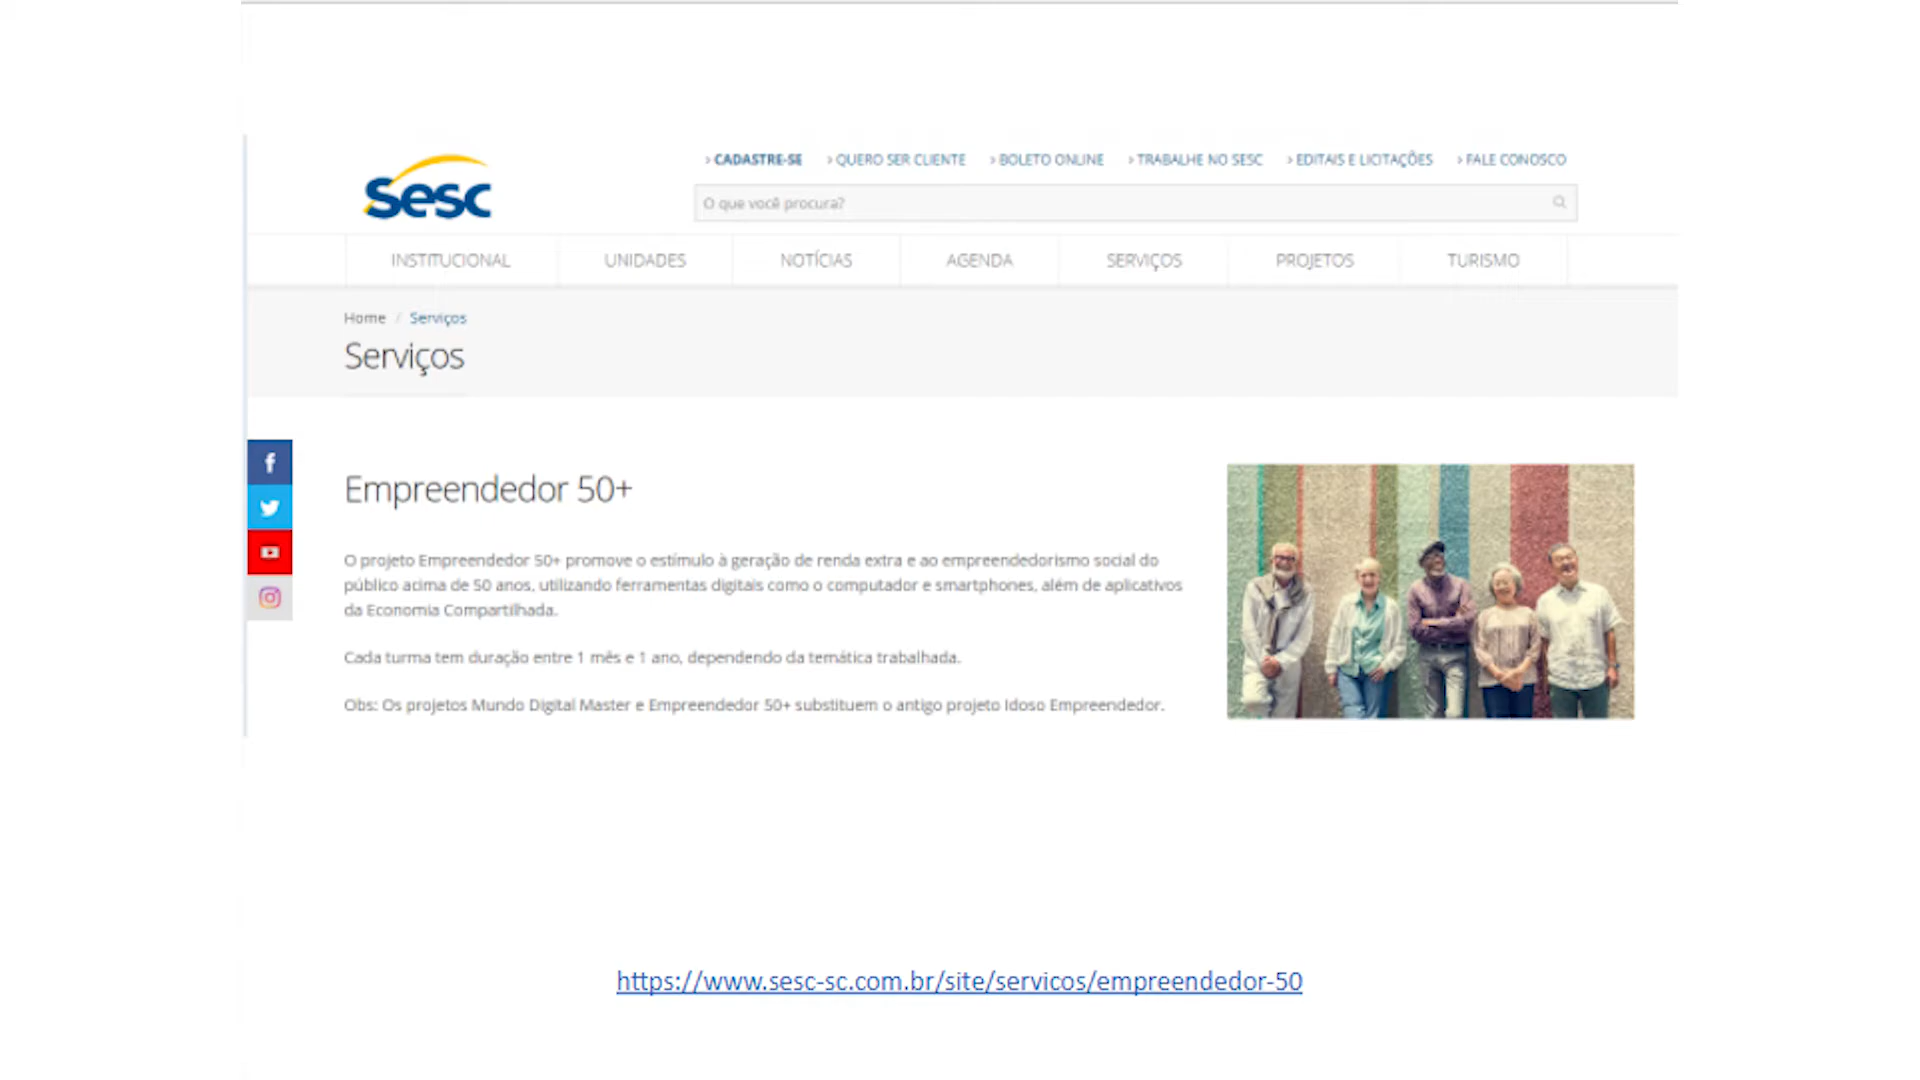 Sesc
› CADASTRE-SE › QUERO SER CLIENTE › BOLETO ONLINE › TRABALHE NO SESC › EDITAIS E LICITAÇÕES › FALE CONOSCO
O que você procura?
INSTITUCIONAL UNIDADES NOTÍCIAS AGENDA SERVIÇOS PROJETOS TURISMO
Home / Serviços
Serviços
Empreendedor 50+
O projeto Empreendedor 50+ promove o estímulo à geração de renda extra e ao empreendedorismo social do
público acima de 50 anos, utilizando ferramentas digitais como o computador e smartphones, além de aplicativos
da Economia Compartilhada.
Cada turma tem duração entre 1 mês e 1 ano, dependendo da temática trabalhada.
Obs: Os projetos Mundo Digital Master e Empreendedor 50+ substituem o antigo projeto Idoso Empreendedor.
https://www.sesc-sc.com.br/site/servicos/empreendedor-50